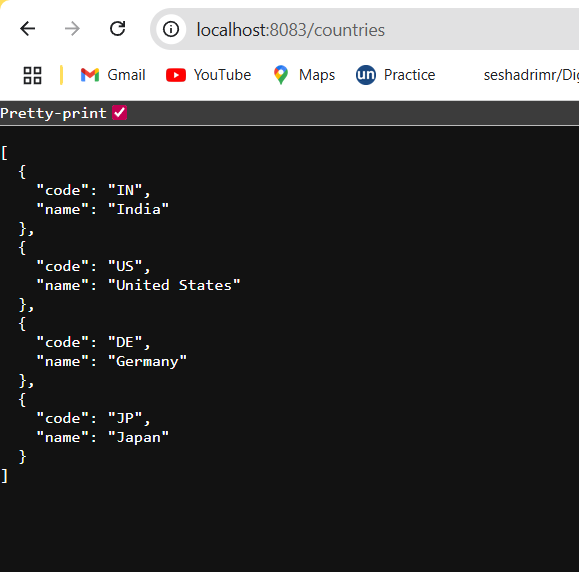 localhost:8083/countries
Gmail YouTube Maps un Practice seshadrimr/Dig
Pretty-print
[
  {
    "code": "IN",
    "name": "India"
  },
  {
    "code": "US",
    "name": "United States"
  },
  {
    "code": "DE",
    "name": "Germany"
  },
  {
    "code": "JP",
    "name": "Japan"
  }
]